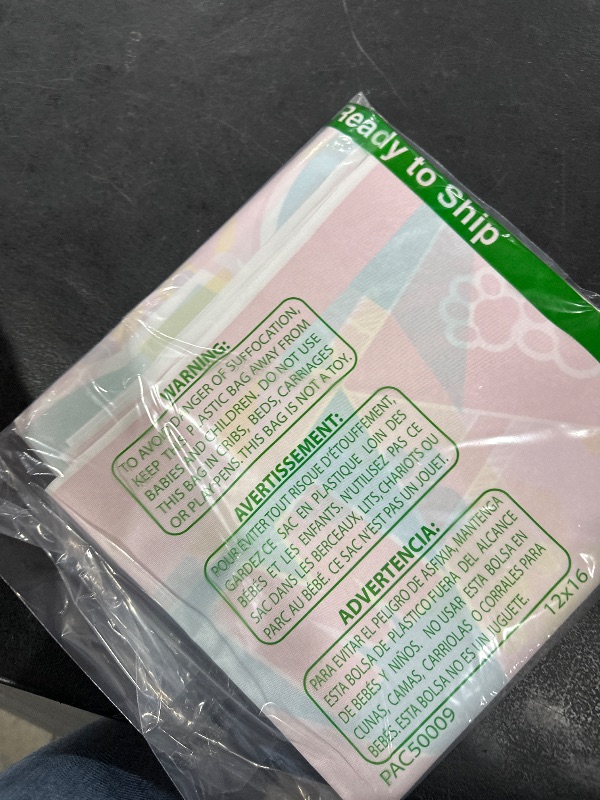 Ready to Ship
WARNING:
TO AVOID DANGER OF SUFFOCATION,
KEEP THE PLASTIC BAG AWAY FROM
BABIES AND CHILDREN. DO NOT USE
THIS BAG IN CRIBS, BEDS, CARRIAGES
OR PLAYPENS. THIS BAG IS NOT A TOY.
AVERTISSEMENT:
POUR ÉVITER TOUT RISQUE D'ÉTOUFFEMENT,
GARDEZ CE SAC EN PLASTIQUE LOIN DES
BÉBÉS ET LES ENFANTS. N'UTILISEZ PAS CE
SAC DANS LES BERCEAUX, LITS, CHARIOTS OU
PARC AU BÉBÉ. CE SAC N'EST PAS UN JOUET.
ADVERTENCIA:
PARA EVITAR EL PELIGRO DE ASFIXIA, MANTENGA
ESTA BOLSA DE PLASTICO FUERA DEL ALCANCE
DE BEBÉS Y NIÑOS. NO USAR ESTA BOLSA EN
CUNAS, CAMAS, CARRIOLAS O CORRALES PARA
BEBÉS. ESTA BOLSA NO ES UN JUGUETE.
PAC50009
12x16